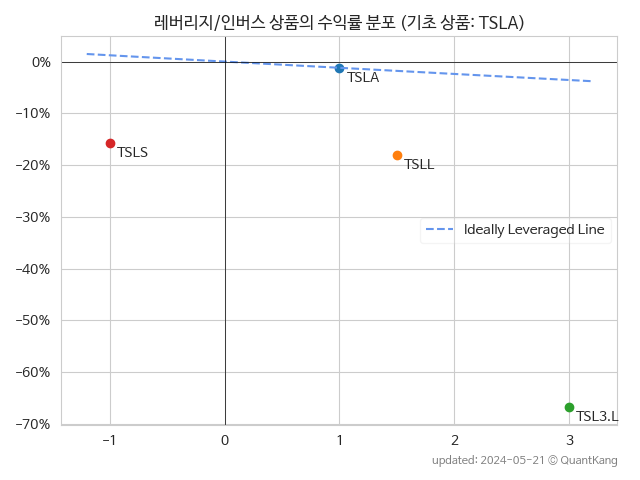 레버리지/인버스 상품의 수익률 분포 (기초 상품: TSLA)
0%
−10%
−20%
−30%
−40%
−50%
−60%
−70%
TSLA
TSLS
TSLL
Ideally Leveraged Line
TSL3.L
−1
0
1
2
3
updated: 2024-05-21 © QuantKang